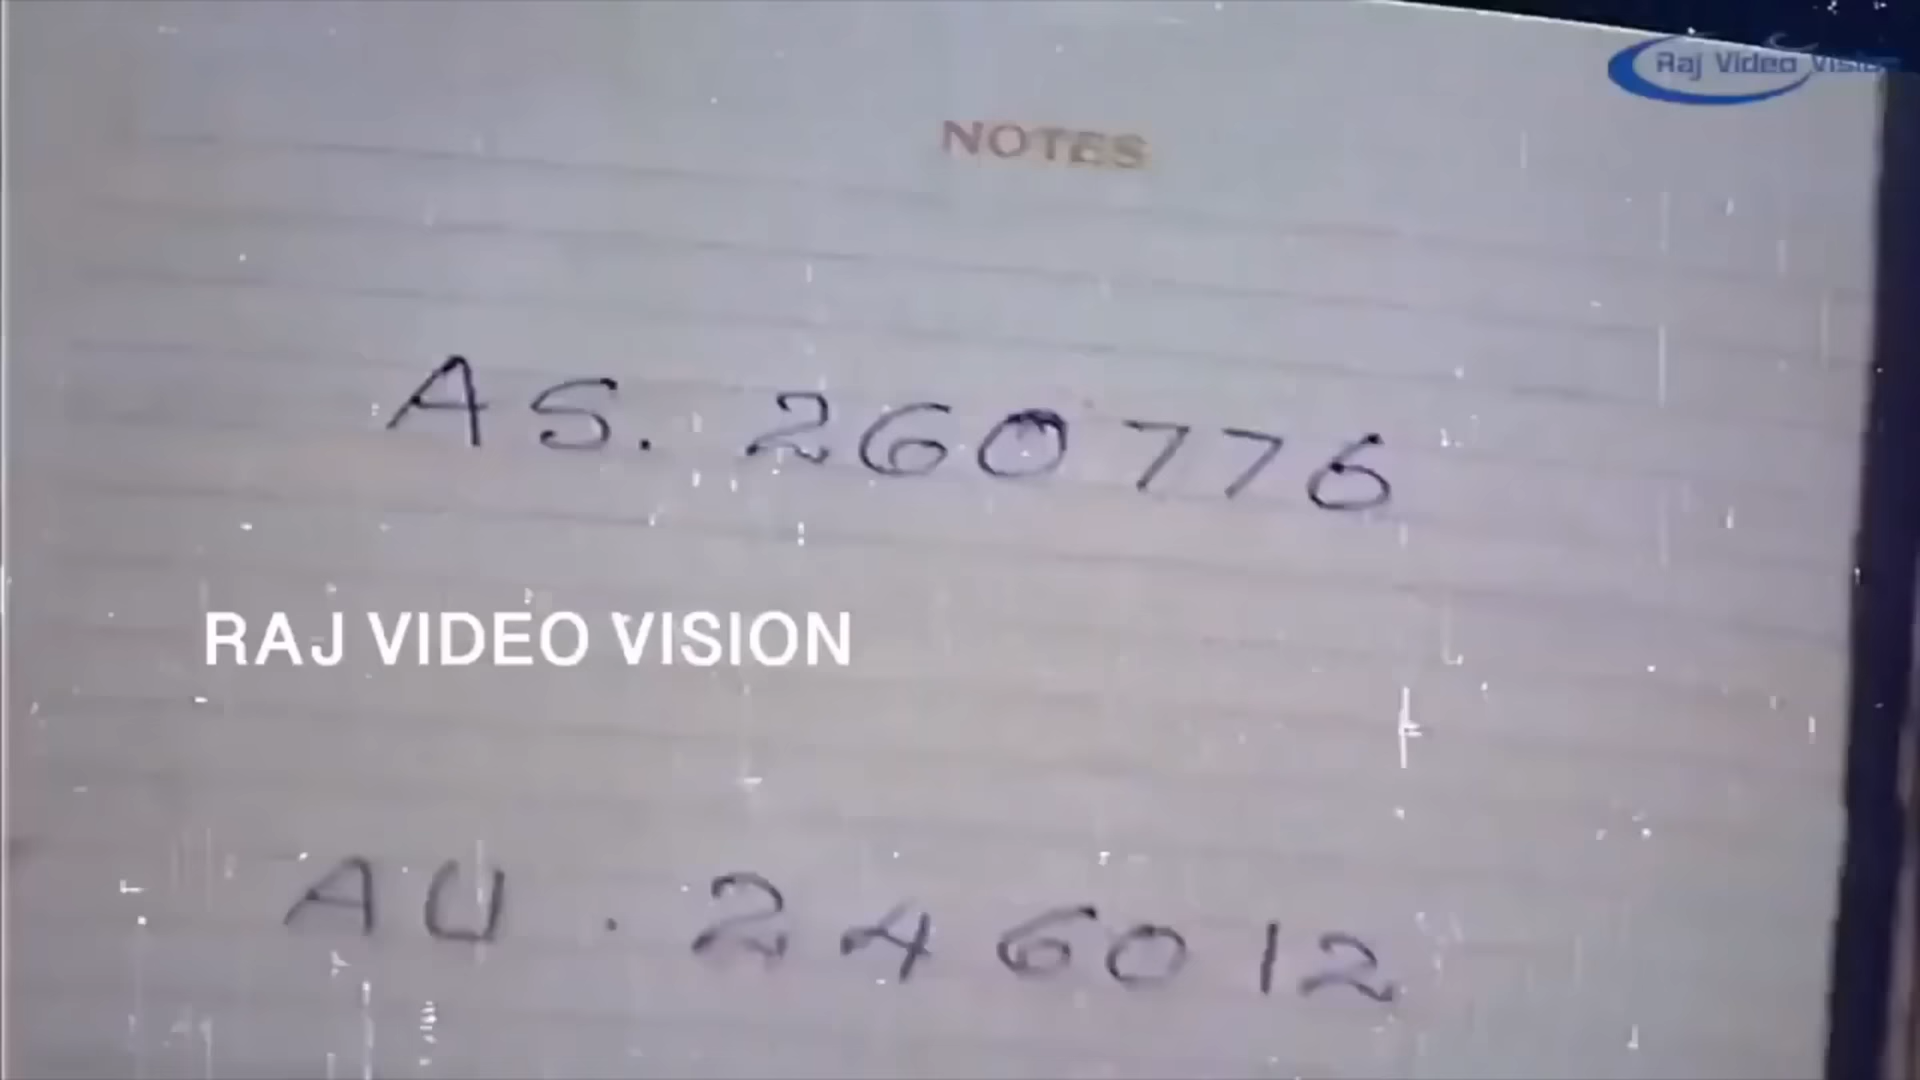 Raj Video Vision
NOTES
AS. 260776
RAJ VIDEO VISION
AU. 246012